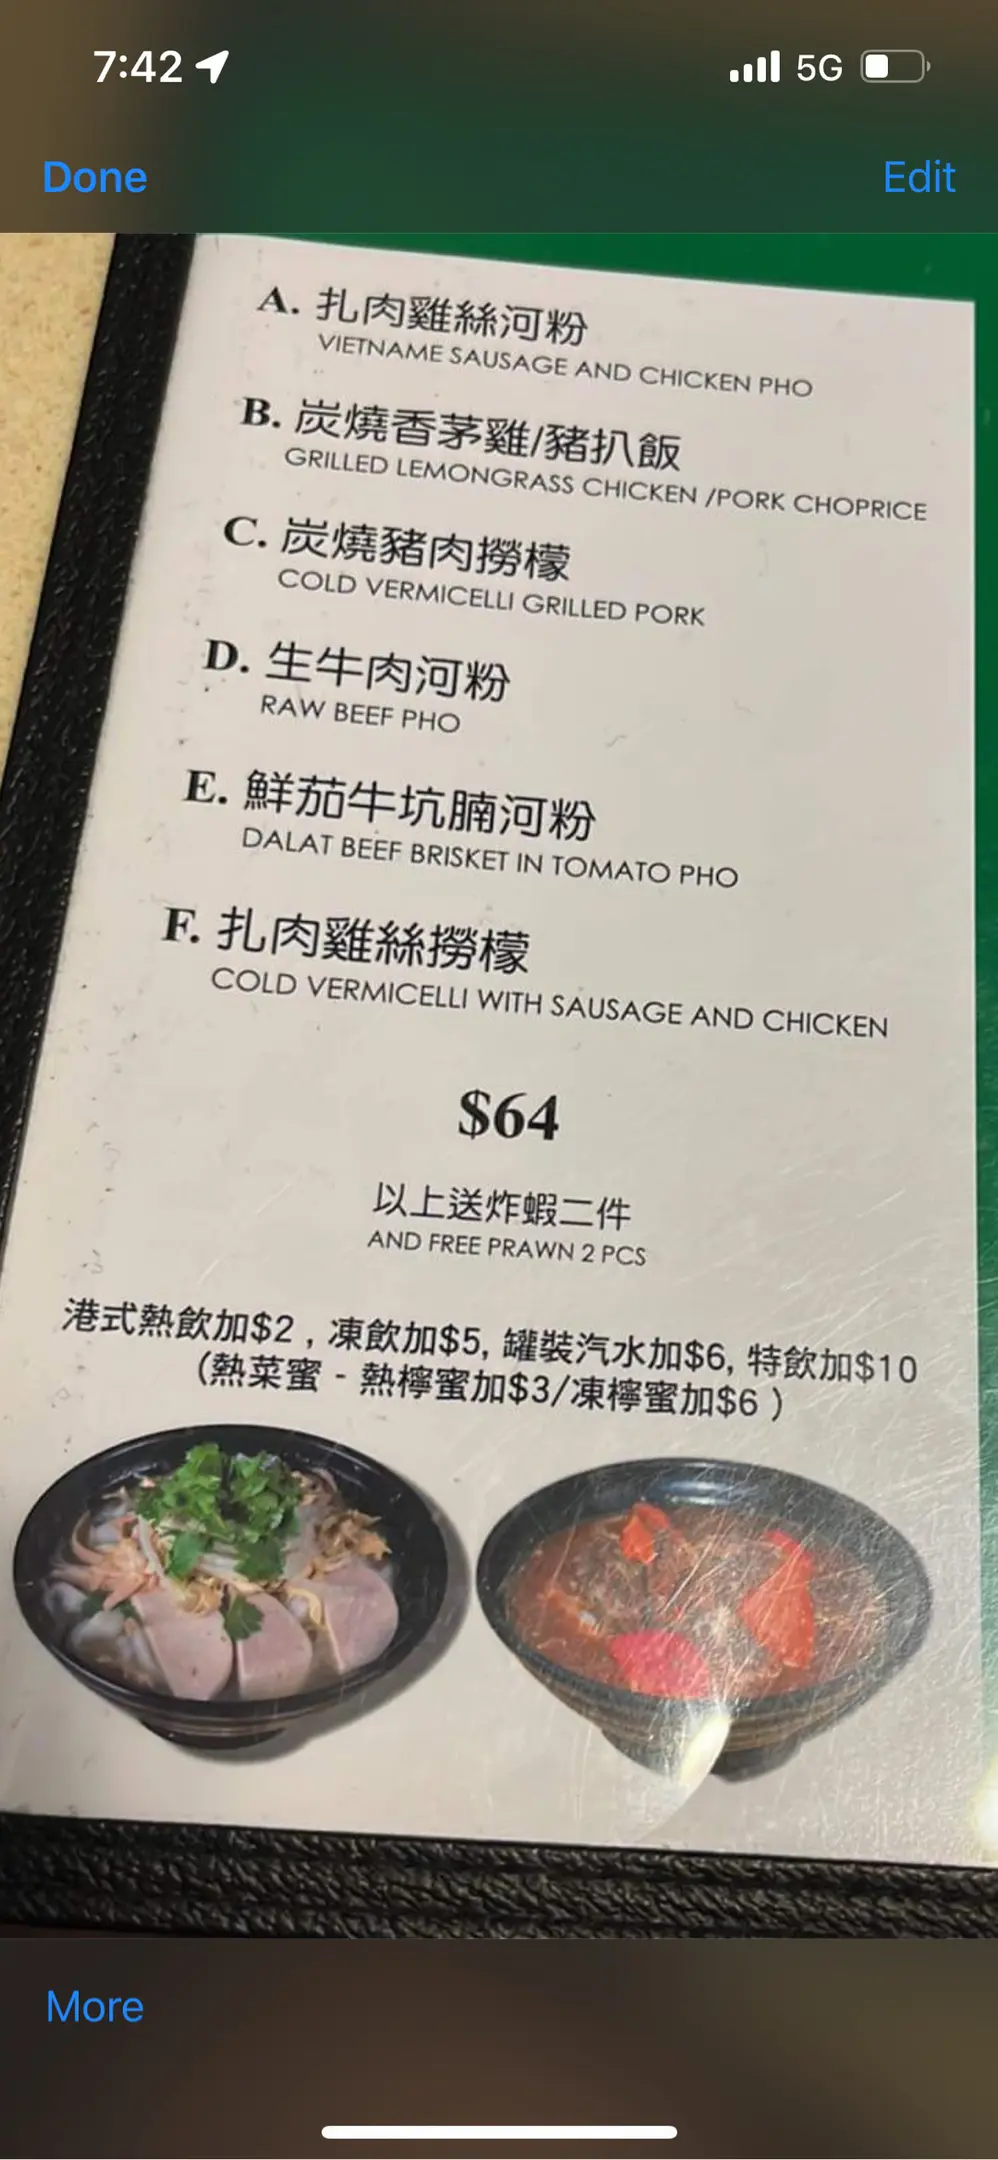 7:42
5G
Done
Edit
A. 扎肉雞絲河粉
VIETNAME SAUSAGE AND CHICKEN PHO
B. 炭燒香茅雞/豬扒飯
GRILLED LEMONGRASS CHICKEN /PORK CHOPRICE
C. 炭燒豬肉撈檬
COLD VERMICELLI GRILLED PORK
D. 生牛肉河粉
RAW BEEF PHO
E. 鮮茄牛坑腩河粉
DALAT BEEF BRISKET IN TOMATO PHO
F. 扎肉雞絲撈檬
COLD VERMICELLI WITH SAUSAGE AND CHICKEN
$64
以上送炸蝦二件
AND FREE PRAWN 2 PCS
港式熱飲加$2 , 凍飲加$5, 罐裝汽水加$6, 特飲加$10
(熱菜蜜 - 熱檸蜜加$3/凍檸蜜加$6 )
More